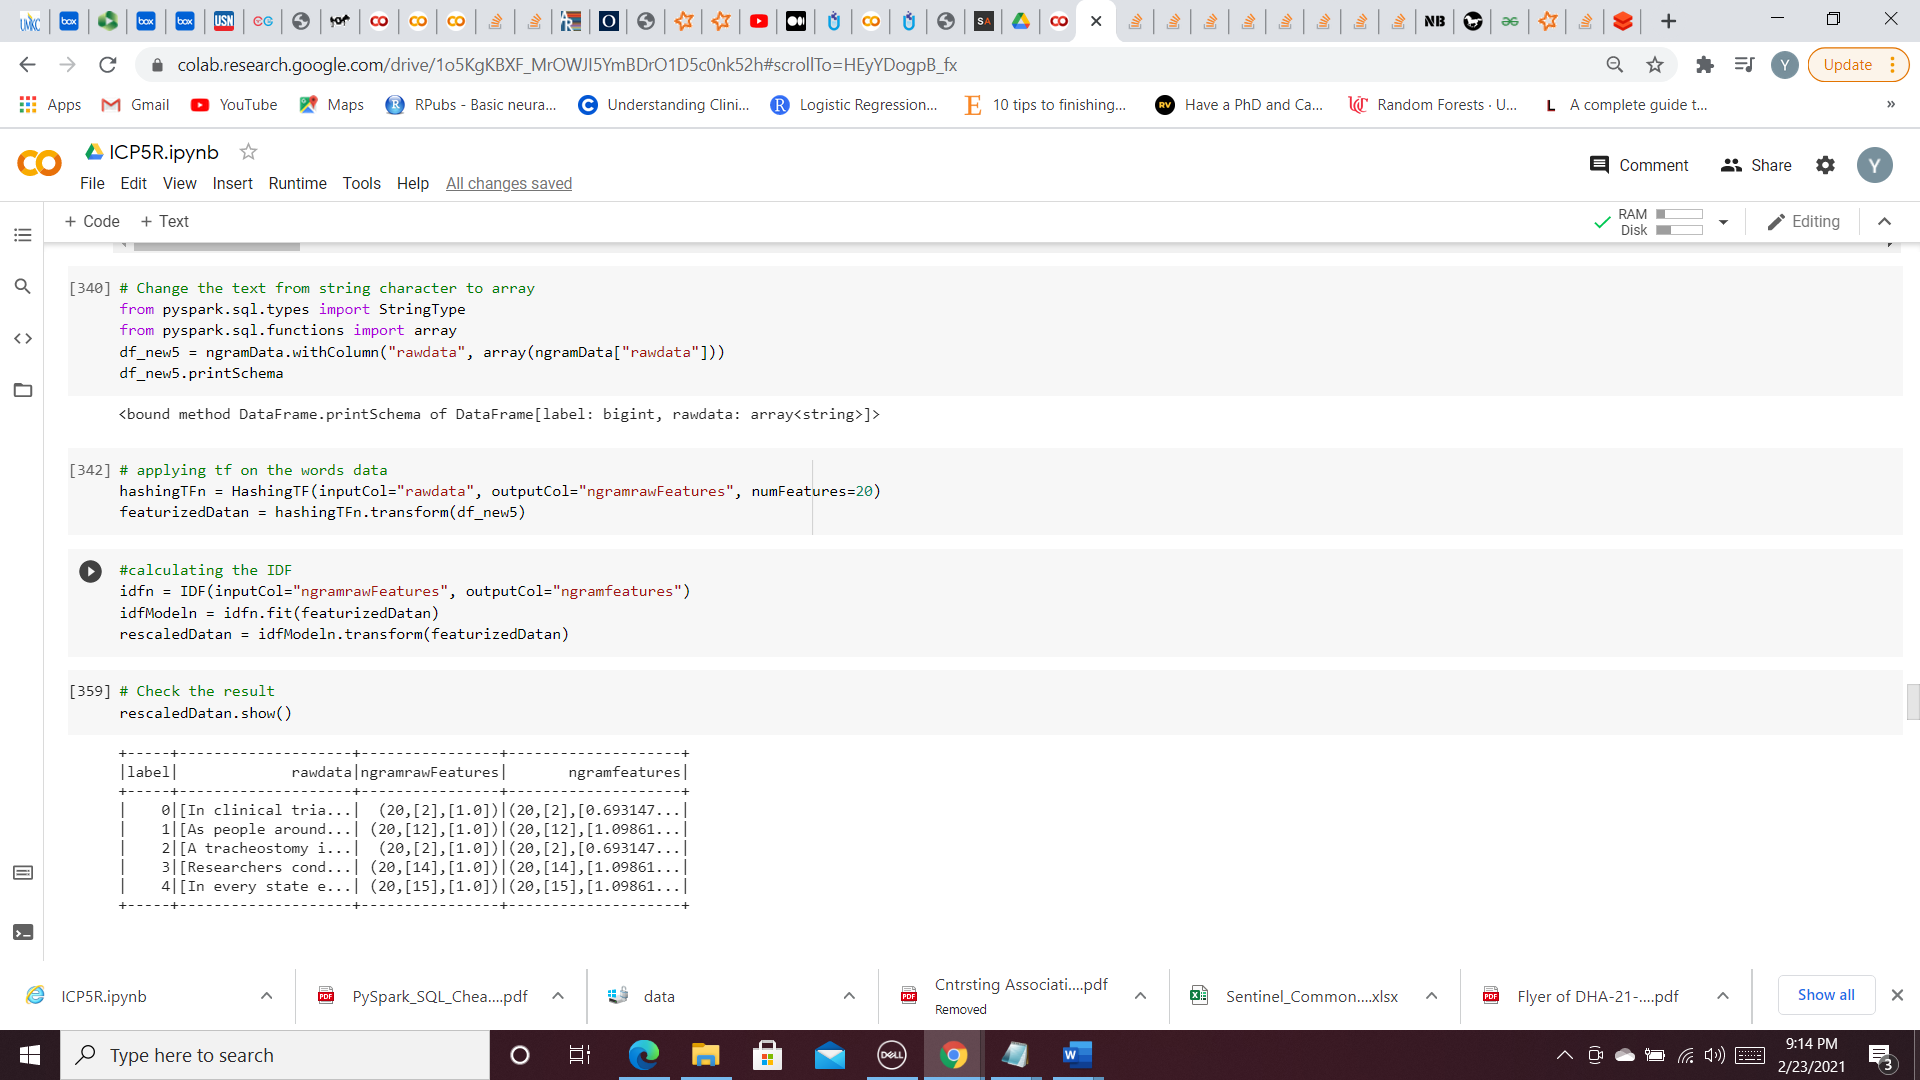 colab.research.google.com/drive/1o5KgKBXF_MrOWJI5YmBDrO1D5c0nk52h#scrollTo=HEyYDogpB_fx
Y
Update
Apps
Gmail
YouTube
Maps
RPubs - Basic neura...
Understanding Clini...
Logistic Regression...
10 tips to finishing...
Have a PhD and Ca...
Random Forests · U...
A complete guide t...
»
ICP5R.ipynb
File Edit View Insert Runtime Tools Help All changes saved
Comment
Share
Y
+ Code + Text
RAM
Disk
Editing
[340] # Change the text from string character to array
from pyspark.sql.types import StringType
from pyspark.sql.functions import array
df_new5 = ngramData.withColumn("rawdata", array(ngramData["rawdata"]))
df_new5.printSchema
<bound method DataFrame.printSchema of DataFrame[label: bigint, rawdata: array<string>]>
[342] # applying tf on the words data
hashingTFn = HashingTF(inputCol="rawdata", outputCol="ngramrawFeatures", numFeatures=20)
featurizedDatan = hashingTFn.transform(df_new5)
#calculating the IDF
idfn = IDF(inputCol="ngramrawFeatures", outputCol="ngramfeatures")
idfModeln = idfn.fit(featurizedDatan)
rescaledDatan = idfModeln.transform(featurizedDatan)
[359] # Check the result
rescaledDatan.show()
+-----+--------------------+----------------+--------------------+
|label|             rawdata|ngramrawFeatures|       ngramfeatures|
+-----+--------------------+----------------+--------------------+
|    0|[In clinical tria...|  (20,[2],[1.0])|(20,[2],[0.693147...|
|    1|[As people around...| (20,[12],[1.0])|(20,[12],[1.09861...|
|    2|[A tracheostomy i...|  (20,[2],[1.0])|(20,[2],[0.693147...|
|    3|[Researchers cond...| (20,[14],[1.0])|(20,[14],[1.09861...|
|    4|[In every state e...| (20,[15],[1.0])|(20,[15],[1.09861...|
+-----+--------------------+----------------+--------------------+
ICP5R.ipynb
PySpark_SQL_Chea....pdf
data
Cntrsting Associati....pdf
Removed
Sentinel_Common....xlsx
Flyer of DHA-21-....pdf
Show all
Type here to search
9:14 PM
2/23/2021
3